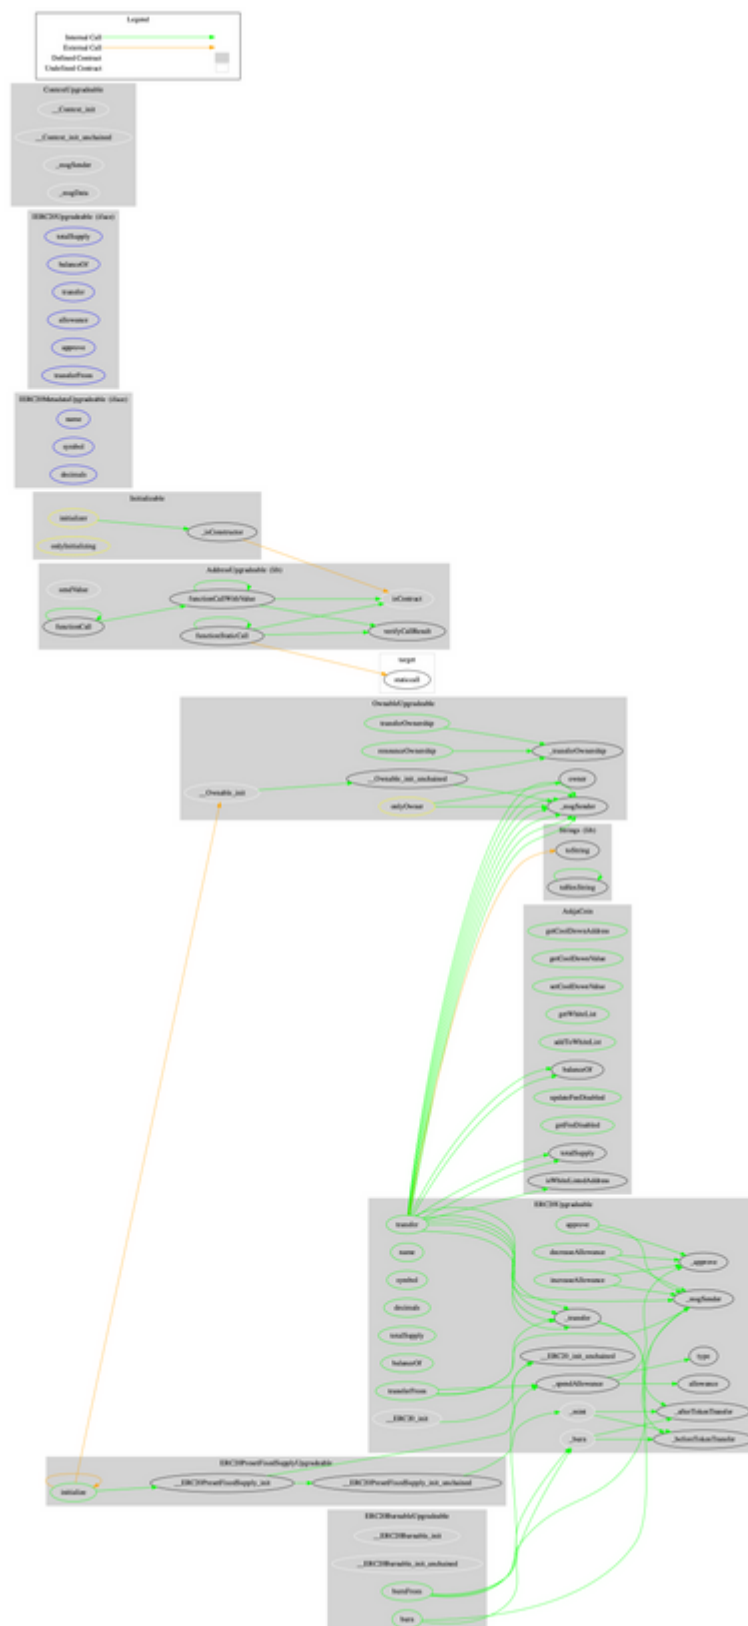 Legend
Internal Call
External Call
Defined Contract
Undefined Contract
ContextUpgradeable
__Context_init
__Context_init_unchained
_msgSender
_msgData
IERC20Upgradeable (iface)
totalSupply
balanceOf
transfer
allowance
approve
transferFrom
IERC20MetadataUpgradeable (iface)
name
symbol
decimals
Initializable
initializer
_isConstructor
onlyInitializing
AddressUpgradeable (lib)
sendValue
functionCallWithValue
isContract
functionCall
functionStaticCall
verifyCallResult
target
staticcall
OwnableUpgradeable
transferOwnership
renounceOwnership
_transferOwnership
__Ownable_init
__Ownable_init_unchained
owner
onlyOwner
_msgSender
Strings (lib)
toString
toHexString
getCoolDownAddress
getCoolDownValue
setCoolDownValue
getWhiteList
addToWhiteList
balanceOf
updateFeeDisabled
getFeeDisabled
totalSupply
isWhiteListedAddress
ERC20Upgradeable
transfer
approve
name
decreaseAllowance
_approve
symbol
increaseAllowance
_msgSender
decimals
_transfer
totalSupply
balanceOf
__ERC20_init_unchained
type
transferFrom
_spendAllowance
allowance
__ERC20_init
_mint
_afterTokenTransfer
_burn
_beforeTokenTransfer
ERC20PresetFixedSupplyUpgradeable
initialize
__ERC20PresetFixedSupply_init
__ERC20PresetFixedSupply_init_unchained
ERC20BurnableUpgradeable
__ERC20Burnable_init
__ERC20Burnable_init_unchained
burnFrom
burn